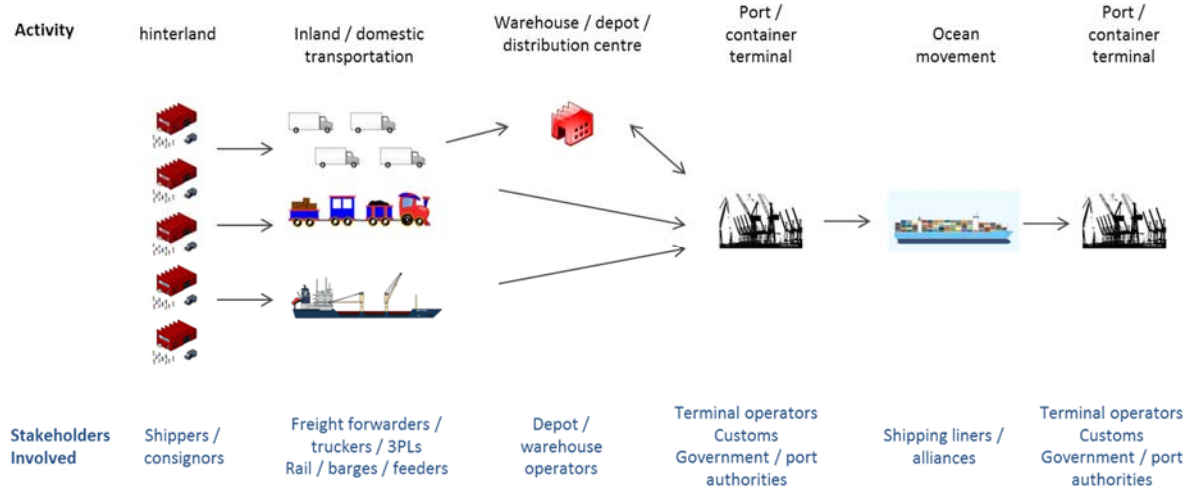 Activity
hinterland
Inland / domestic
transportation
Warehouse / depot /
distribution centre
Port /
container
terminal
Ocean
movement
Port /
container
terminal
Stakeholders
Involved
Shippers /
consignors
Freight forwarders /
truckers / 3PLs
Rail / barges / feeders
Depot /
warehouse
operators
Terminal operators
Customs
Government / port
authorities
Shipping liners /
alliances
Terminal operators
Customs
Government / port
authorities